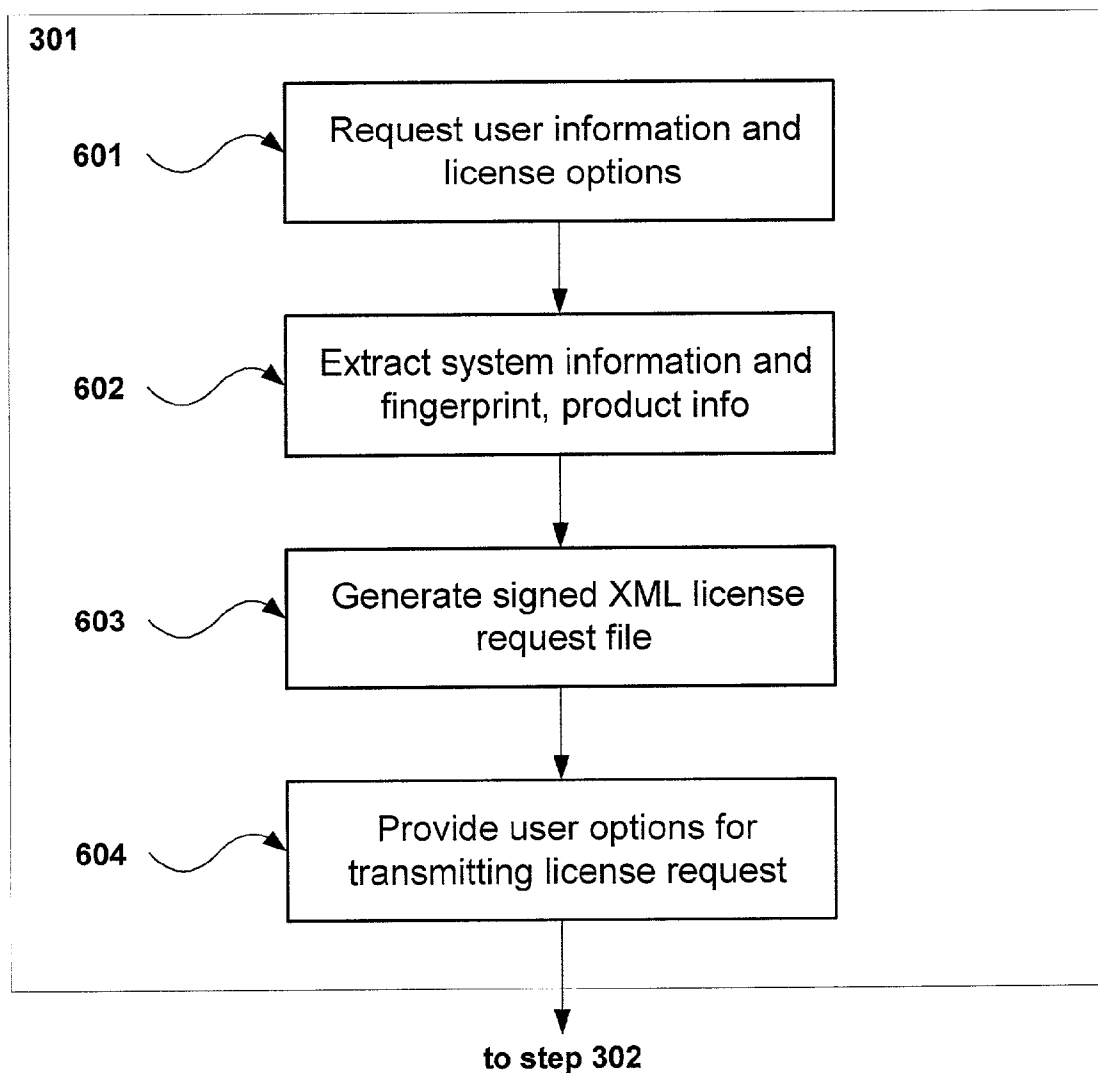 301
601
Request user information and
license options
602
Extract system information and
fingerprint, product info
603
Generate signed XML license
request file
604
Provide user options for
transmitting license request
to step 302